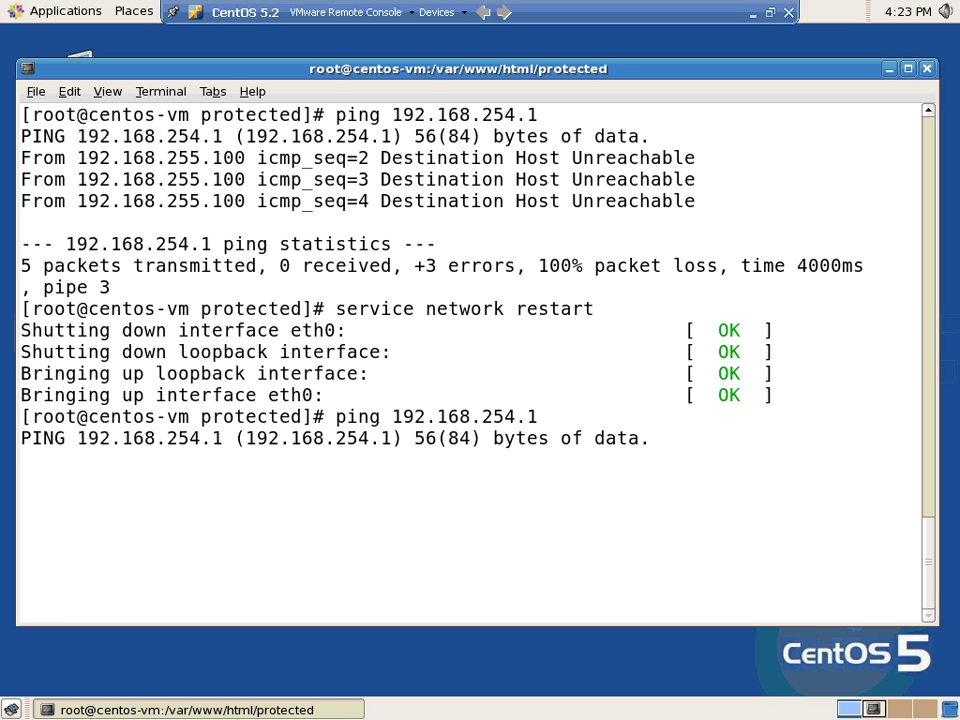 Applications Places CentOS 5.2 VMware Remote Console Devices 4:23 PM
root@centos-vm:/var/www/html/protected
File Edit View Terminal Tabs Help
[root@centos-vm protected]# ping 192.168.254.1
PING 192.168.254.1 (192.168.254.1) 56(84) bytes of data.
From 192.168.255.100 icmp_seq=2 Destination Host Unreachable
From 192.168.255.100 icmp_seq=3 Destination Host Unreachable
From 192.168.255.100 icmp_seq=4 Destination Host Unreachable
--- 192.168.254.1 ping statistics ---
5 packets transmitted, 0 received, +3 errors, 100% packet loss, time 4000ms
, pipe 3
[root@centos-vm protected]# service network restart
Shutting down interface eth0: [ OK ]
Shutting down loopback interface: [ OK ]
Bringing up loopback interface: [ OK ]
Bringing up interface eth0: [ OK ]
[root@centos-vm protected]# ping 192.168.254.1
PING 192.168.254.1 (192.168.254.1) 56(84) bytes of data.
CentOS 5
root@centos-vm:/var/www/html/protected